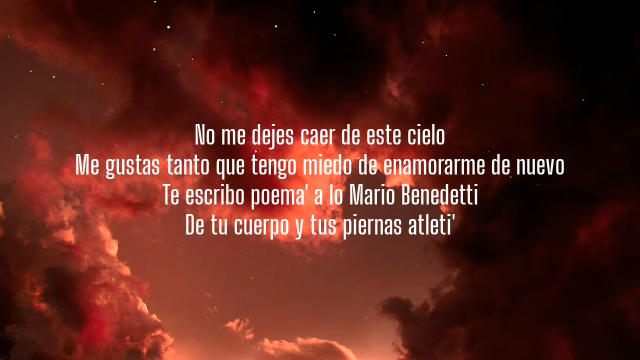 No me dejes caer de este cielo
Me gustas tanto que tengo miedo de enamorarme de nuevo
Te escribo poema' a lo Mario Benedetti
De tu cuerpo y tus piernas atleti'